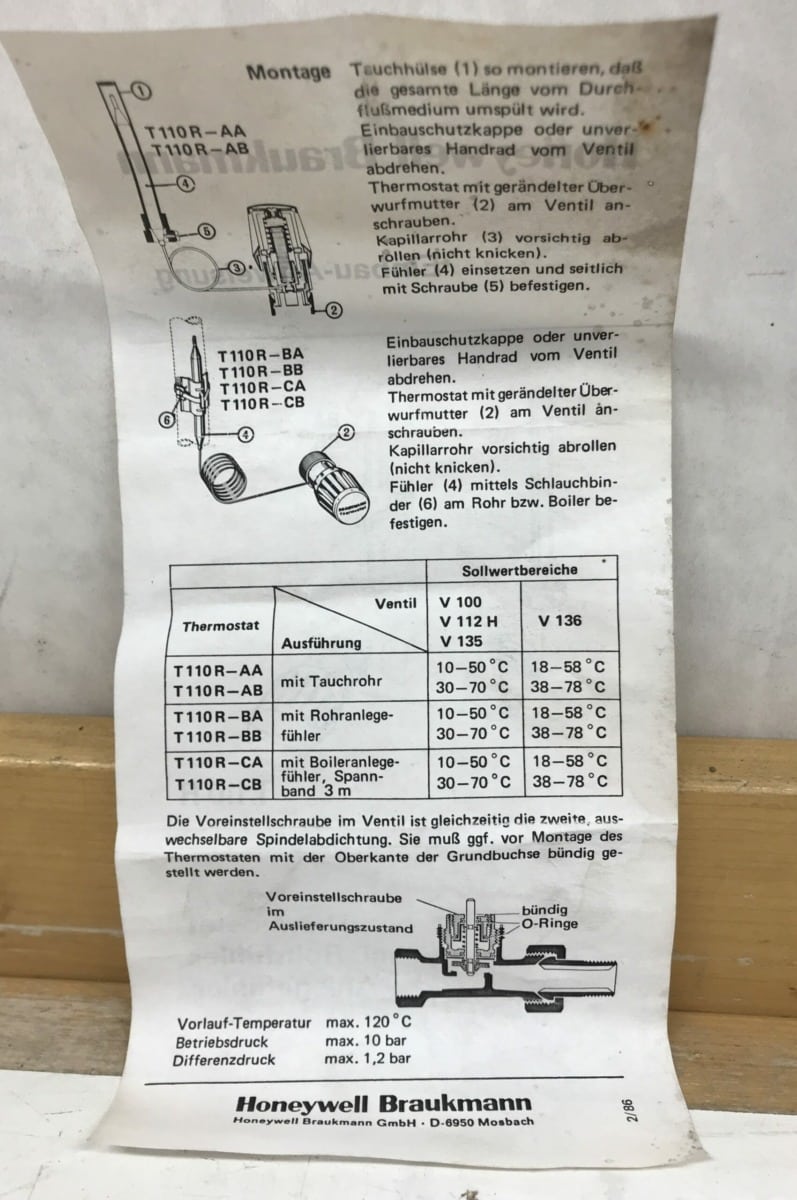 Montage Tauchhülse (1) so montieren, daß
die gesamte Länge vom Durch-
flußmedium umspült wird.
Einbauschutzkappe oder unver-
lierbares Handrad vom Ventil
abdrehen.
Thermostat mit gerändelter Über-
wurfmutter (2) am Ventil an-
schrauben.
Kapillarrohr (3) vorsichtig ab-
rollen (nicht knicken).
Fühler (4) einsetzen und seitlich
mit Schraube (5) befestigen.
1
T110R–AA
T110R–AB
4
5
3
2
T110R–BA
T110R–BB
T110R–CA
T110R–CB
6
4
2
Einbauschutzkappe oder unver-
lierbares Handrad vom Ventil
abdrehen.
Thermostat mit gerändelter Über-
wurfmutter (2) am Ventil an-
schrauben.
Kapillarrohr vorsichtig abrollen
(nicht knicken).
Fühler (4) mittels Schlauchbin-
der (6) am Rohr bzw. Boiler be-
festigen.
Sollwertbereiche
Thermostat
Ventil
Ausführung
V 100
V 112 H
V 135
V 136
T110R–AA
T110R–AB
mit Tauchrohr
10–50 °C 18–58 °C
30–70 °C 38–78 °C
T110R–BA
T110R–BB
mit Rohranlege-
fühler
10–50 °C 18–58 °C
30–70 °C 38–78 °C
T110R–CA
T110R–CB
mit Boileranlege-
fühler, Spann-
band 3 m
10–50 °C 18–58 °C
30–70 °C 38–78 °C
Die Voreinstellschraube im Ventil ist gleichzeitig die zweite, aus-
wechselbare Spindelabdichtung. Sie muß ggf. vor Montage des
Thermostaten mit der Oberkante der Grundbuchse bündig ge-
stellt werden.
Voreinstellschraube
im
Auslieferungszustand
bündig
O-Ringe
Vorlauf-Temperatur max. 120 °C
Betriebsdruck max. 10 bar
Differenzdruck max. 1,2 bar
Honeywell Braukmann
Honeywell Braukmann GmbH · D-6950 Mosbach
2/86